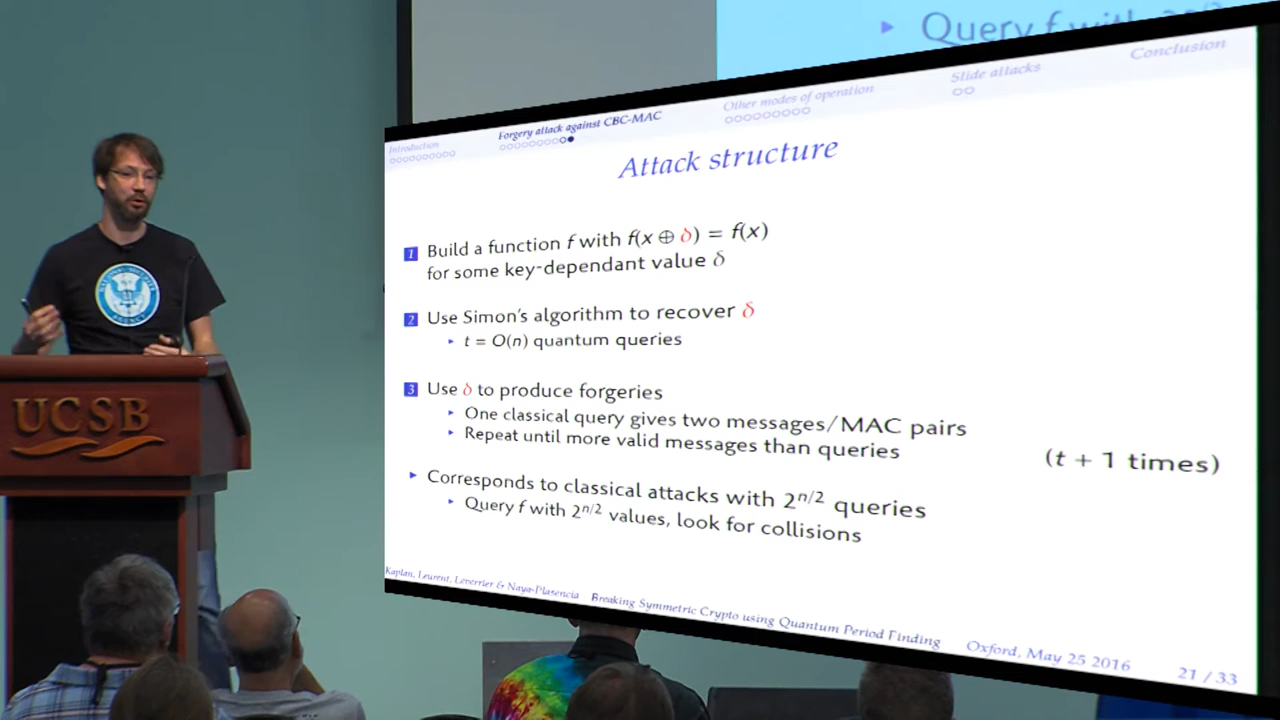 Query f with 2^{n/2}
Introduction
Forgery attack against CBC-MAC
Other modes of operation
Slide attacks
Conclusion
Attack structure
1 Build a function f with f(x ⊕ δ) = f(x)
for some key-dependant value δ
2 Use Simon's algorithm to recover δ
t = O(n) quantum queries
3 Use δ to produce forgeries
One classical query gives two messages/MAC pairs
Repeat until more valid messages than queries
(t + 1 times)
Corresponds to classical attacks with 2^{n/2} queries
Query f with 2^{n/2} values, look for collisions
Kaplan, Leurent, Leverrier & Naya-Plasencia
Breaking Symmetric Crypto using Quantum Period Finding
Oxford, May 25 2016
21 / 33
NATIONAL
AGENCY
UCSB